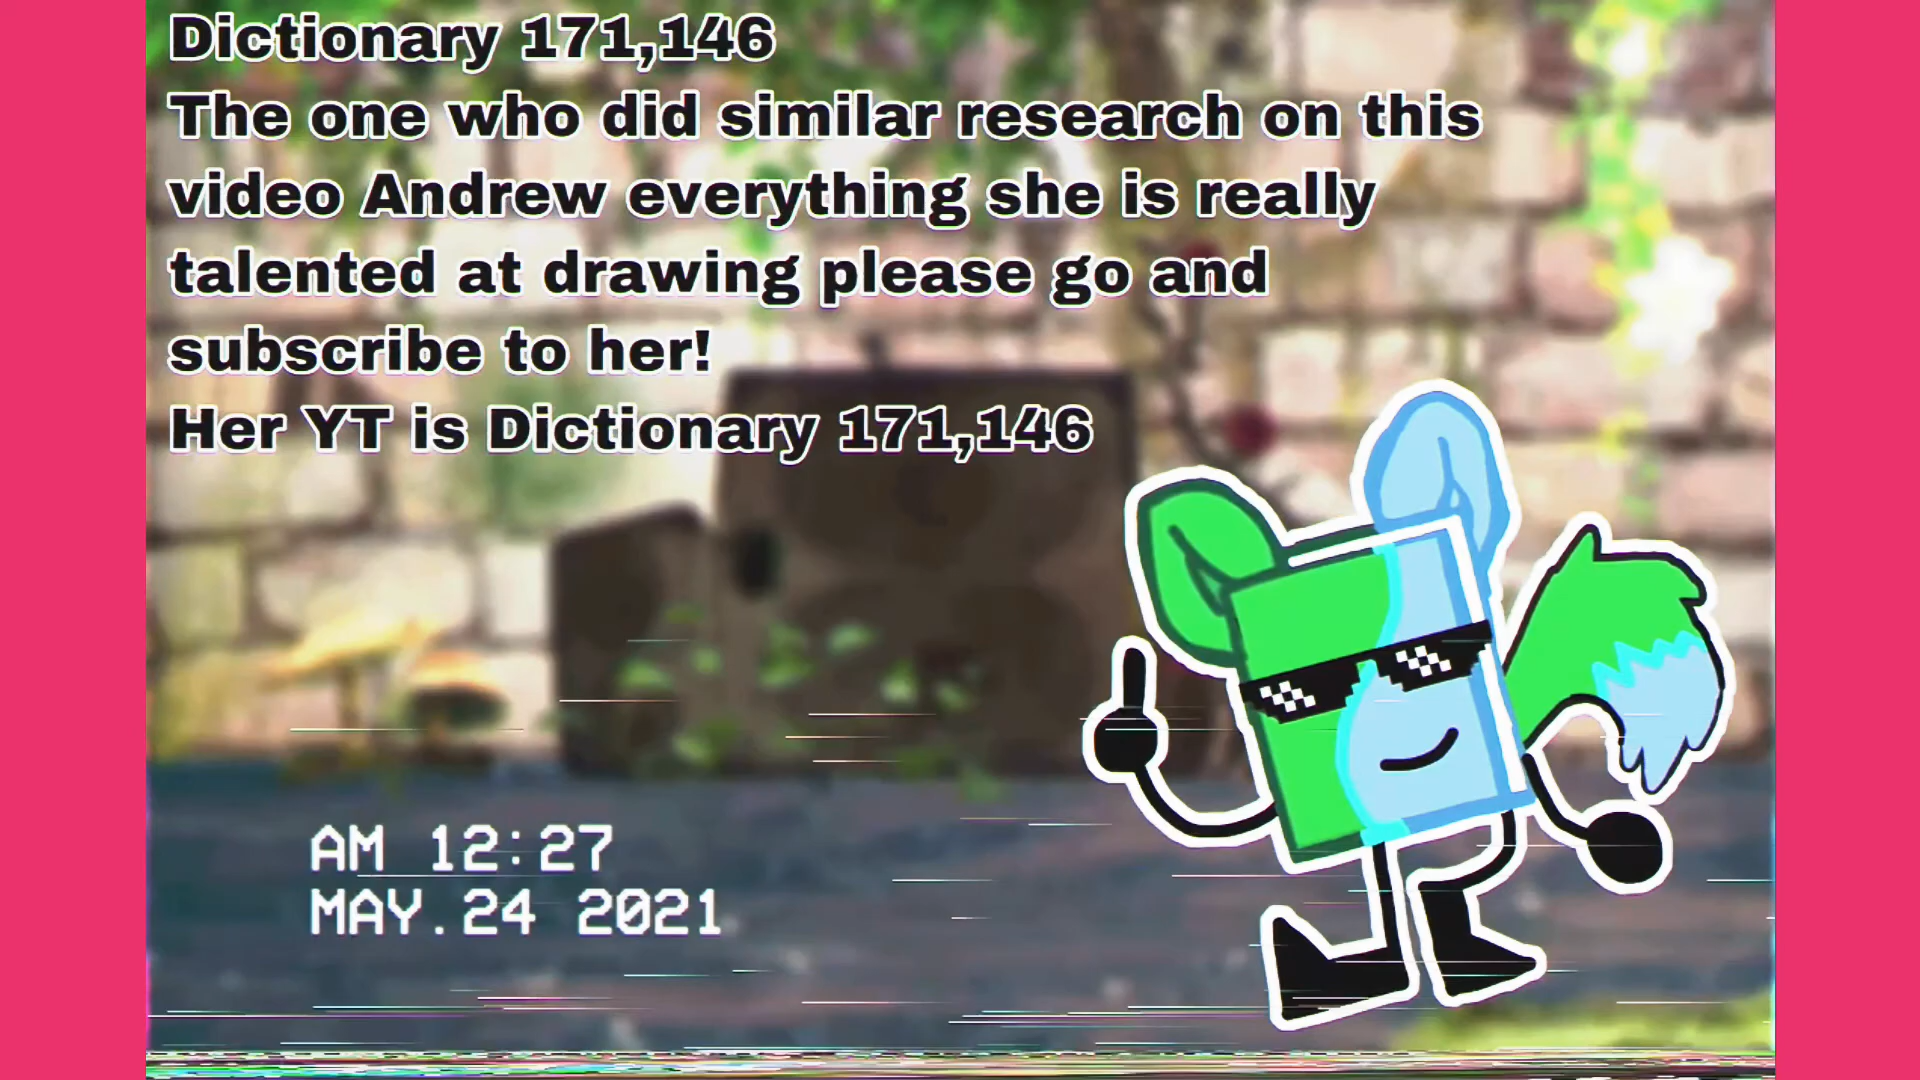 Dictionary 171,146
The one who did similar research on this
video Andrew everything she is really
talented at drawing please go and
subscribe to her!
Her YT is Dictionary 171,146
AM 12:27
MAY.24 2021